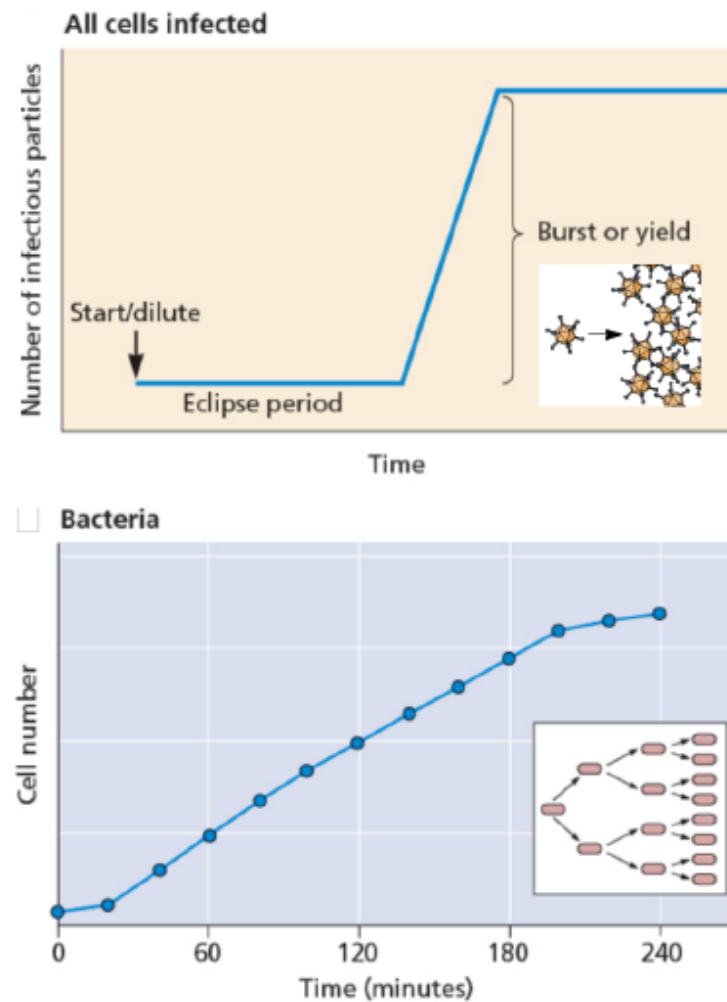 All cells infected
Number of infectious particles
Start/dilute
Eclipse period
Burst or yield
Time
Bacteria
Cell number
0 60 120 180 240
Time (minutes)